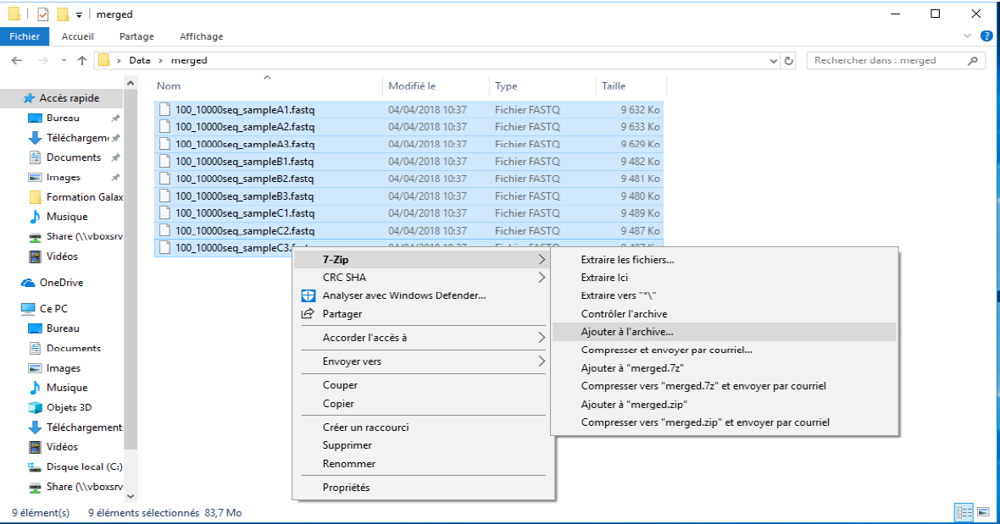 merged
Fichier Accueil Partage Affichage
Data > merged
Rechercher dans : merged
Nom Modifié le Type Taille
100_10000seq_sampleA1.fastq 04/04/2018 10:37 Fichier FASTQ 9 632 Ko
100_10000seq_sampleA2.fastq 04/04/2018 10:37 Fichier FASTQ 9 633 Ko
100_10000seq_sampleA3.fastq 04/04/2018 10:37 Fichier FASTQ 9 629 Ko
100_10000seq_sampleB1.fastq 04/04/2018 10:37 Fichier FASTQ 9 482 Ko
100_10000seq_sampleB2.fastq 04/04/2018 10:37 Fichier FASTQ 9 481 Ko
100_10000seq_sampleB3.fastq 04/04/2018 10:37 Fichier FASTQ 9 480 Ko
100_10000seq_sampleC1.fastq 04/04/2018 10:37 Fichier FASTQ 9 489 Ko
100_10000seq_sampleC2.fastq 04/04/2018 10:37 Fichier FASTQ 9 487 Ko
100_10000seq_sampleC3.
Accès rapide
Bureau
Téléchargem
Documents
Images
Formation Galax
Musique
Share (\\vboxsrv
Vidéos
OneDrive
Ce PC
Bureau
Documents
Images
Musique
Objets 3D
Téléchargement
Vidéos
Disque local (C:)
Share (\\vboxsrv
7-Zip
CRC SHA
Analyser avec Windows Defender...
Partager
Accorder l'accès à
Envoyer vers
Couper
Copier
Créer un raccourci
Supprimer
Renommer
Propriétés
Extraire les fichiers...
Extraire Ici
Extraire vers "*\"
Contrôler l'archive
Ajouter à l'archive...
Compresser et envoyer par courriel...
Ajouter à "merged.7z"
Compresser vers "merged.7z" et envoyer par courriel
Ajouter à "merged.zip"
Compresser vers "merged.zip" et envoyer par courriel
9 élément(s) 9 éléments sélectionnés 83,7 Mo